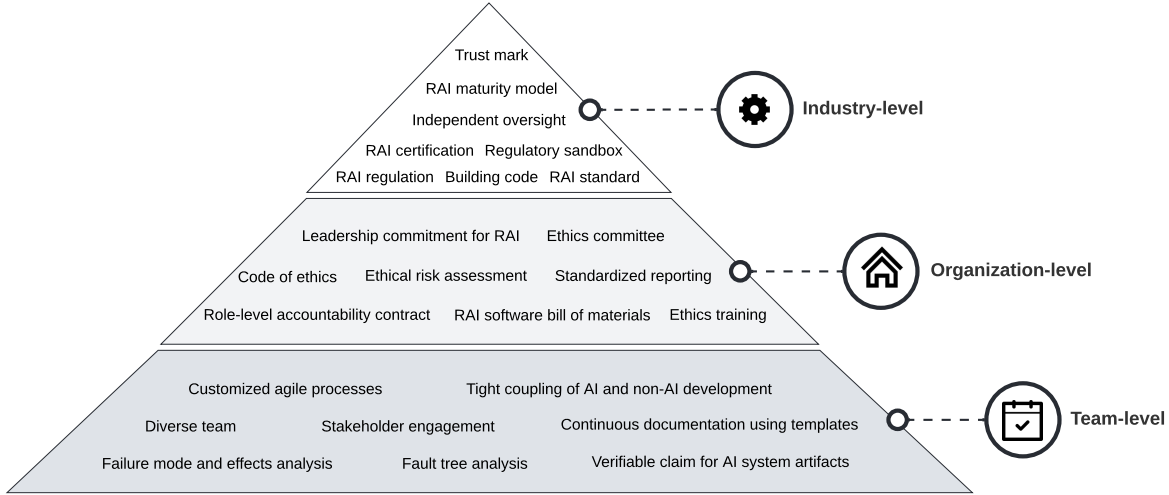 Trust mark
RAI maturity model
Independent oversight
RAI certification Regulatory sandbox
RAI regulation Building code RAI standard
Industry-level
Leadership commitment for RAI Ethics committee
Code of ethics Ethical risk assessment Standardized reporting
Role-level accountability contract RAI software bill of materials Ethics training
Organization-level
Customized agile processes Tight coupling of AI and non-AI development
Diverse team Stakeholder engagement Continuous documentation using templates
Failure mode and effects analysis Fault tree analysis Verifiable claim for AI system artifacts
Team-level